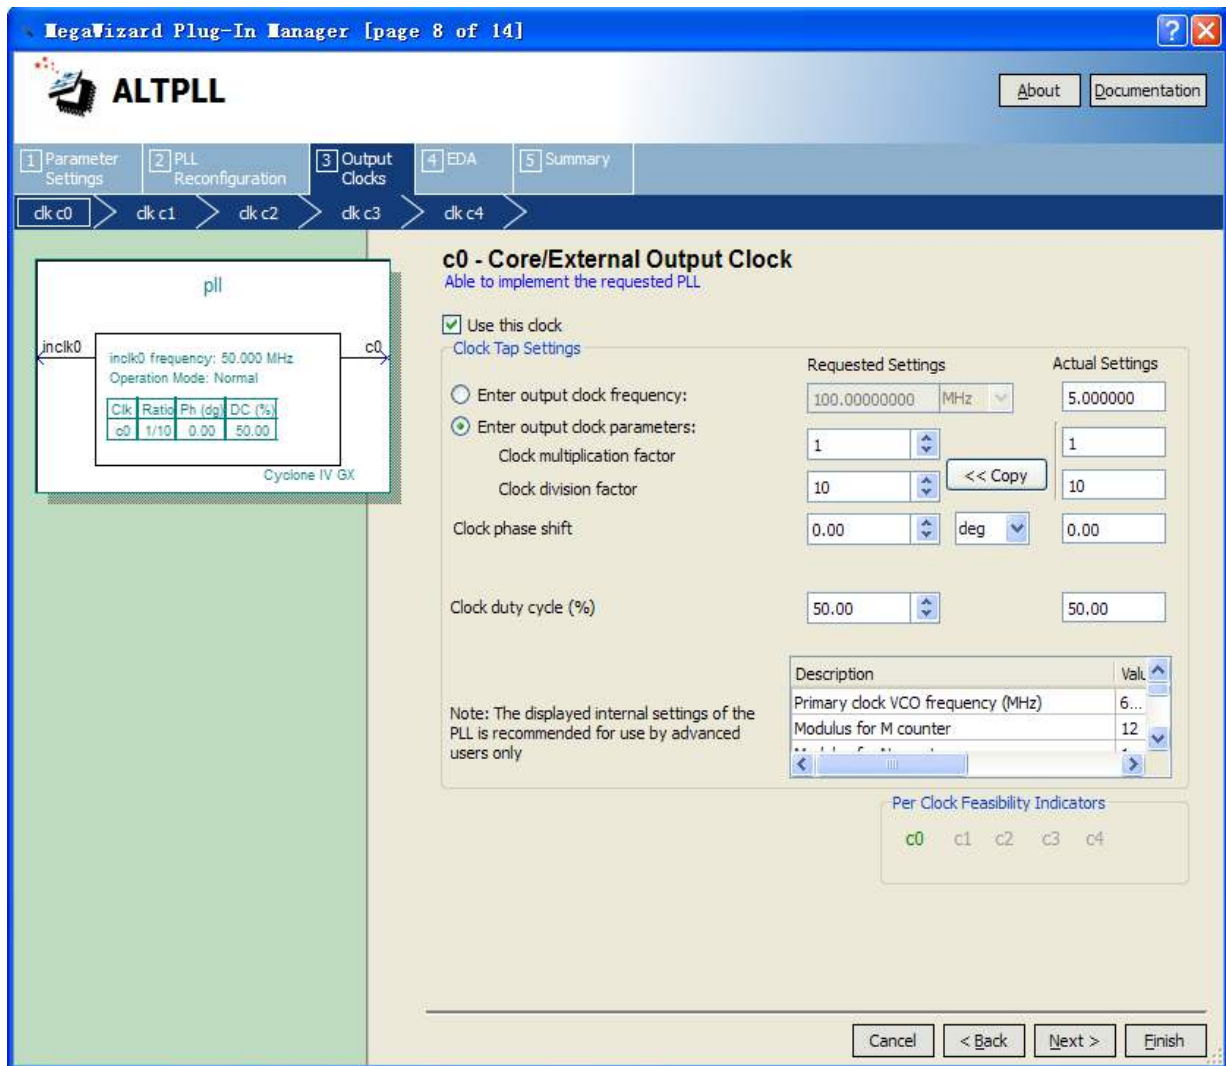 MegaWizard Plug-In Manager [page 8 of 14]
ALTPLL
About
Documentation
1 Parameter Settings
2 PLL Reconfiguration
3 Output Clocks
4 EDA
5 Summary
clk c0
clk c1
clk c2
clk c3
clk c4
pll
inclk0
c0
inclk0 frequency: 50.000 MHz
Operation Mode: Normal
Clk Ratio Ph (dg) DC (%)
c0 1/10 0.00 50.00
Cyclone IV GX
c0 - Core/External Output Clock
Able to implement the requested PLL
Use this clock
Clock Tap Settings
Requested Settings
Actual Settings
Enter output clock frequency:
100.00000000 MHz
5.000000
Enter output clock parameters:
Clock multiplication factor
1
1
<< Copy
Clock division factor
10
10
Clock phase shift
0.00
deg
0.00
Clock duty cycle (%)
50.00
50.00
Note: The displayed internal settings of the
PLL is recommended for use by advanced
users only
Description
Primary clock VCO frequency (MHz) 6...
Modulus for M counter 12
Per Clock Feasibility Indicators
c0 c1 c2 c3 c4
Cancel
< Back
Next >
Finish